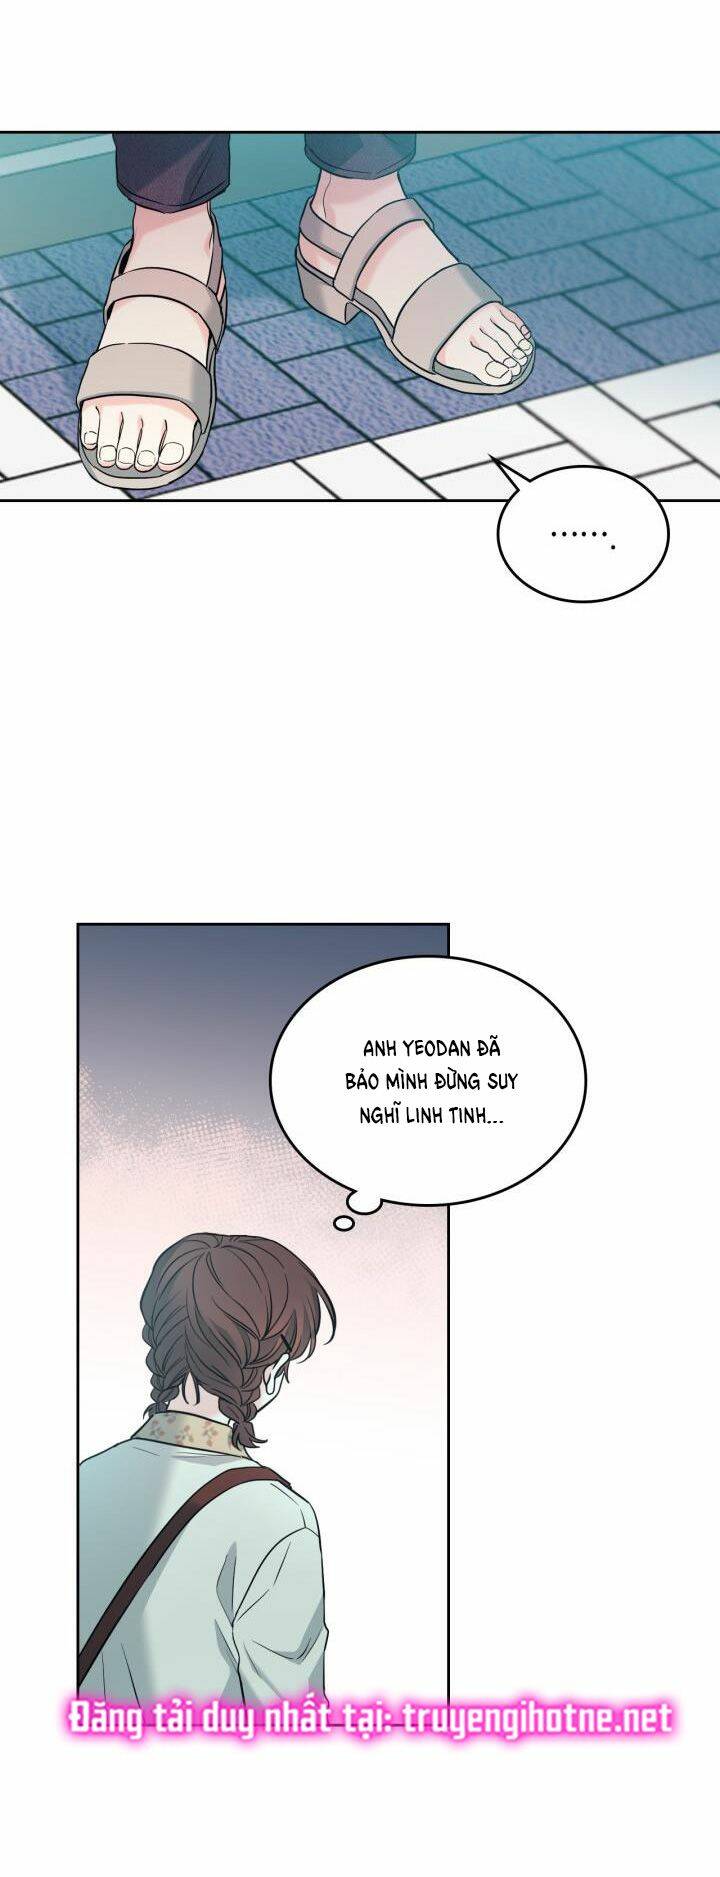 .......
ANH YEODAN ĐÃ
BẢO MÌNH ĐỪNG SUY
NGHĨ LINH TINH...
Đăng tải duy nhất tại: truyengihotne.net